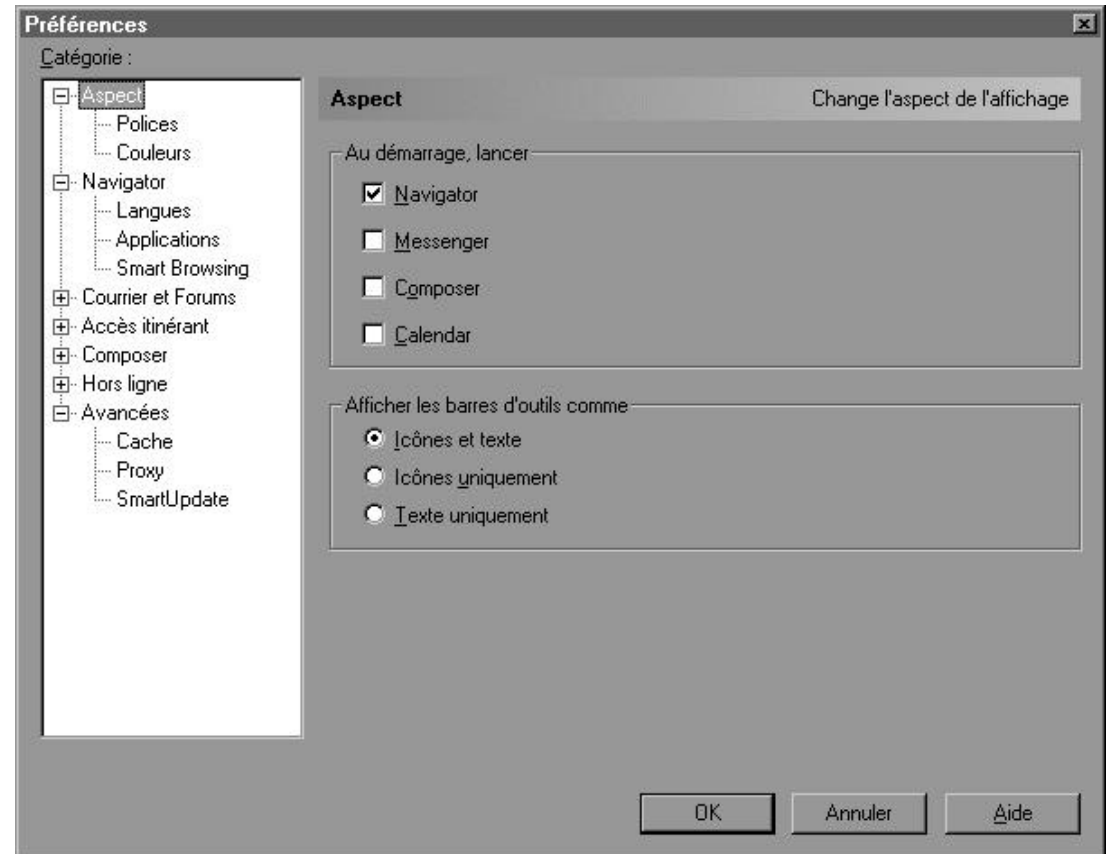 Préférences
Catégorie :
Aspect
Polices
Couleurs
Navigator
Langues
Applications
Smart Browsing
Courrier et Forums
Accès itinérant
Composer
Hors ligne
Avancées
Cache
Proxy
SmartUpdate
Aspect Change l'aspect de l'affichage
Au démarrage, lancer
Navigator
Messenger
Composer
Calendar
Afficher les barres d'outils comme
Icônes et texte
Icônes uniquement
Texte uniquement
OK Annuler Aide